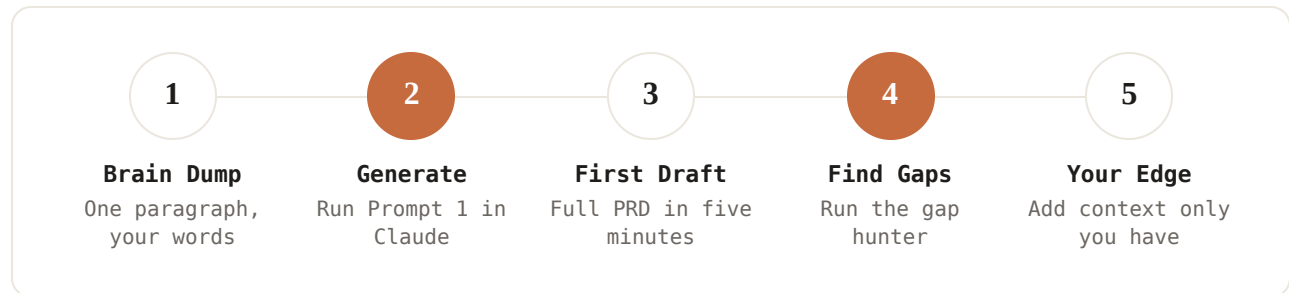 1
2
3
4
5
Brain Dump
One paragraph,
your words
Generate
Run Prompt 1 in
Claude
First Draft
Full PRD in five
minutes
Find Gaps
Run the gap
hunter
Your Edge
Add context only
you have